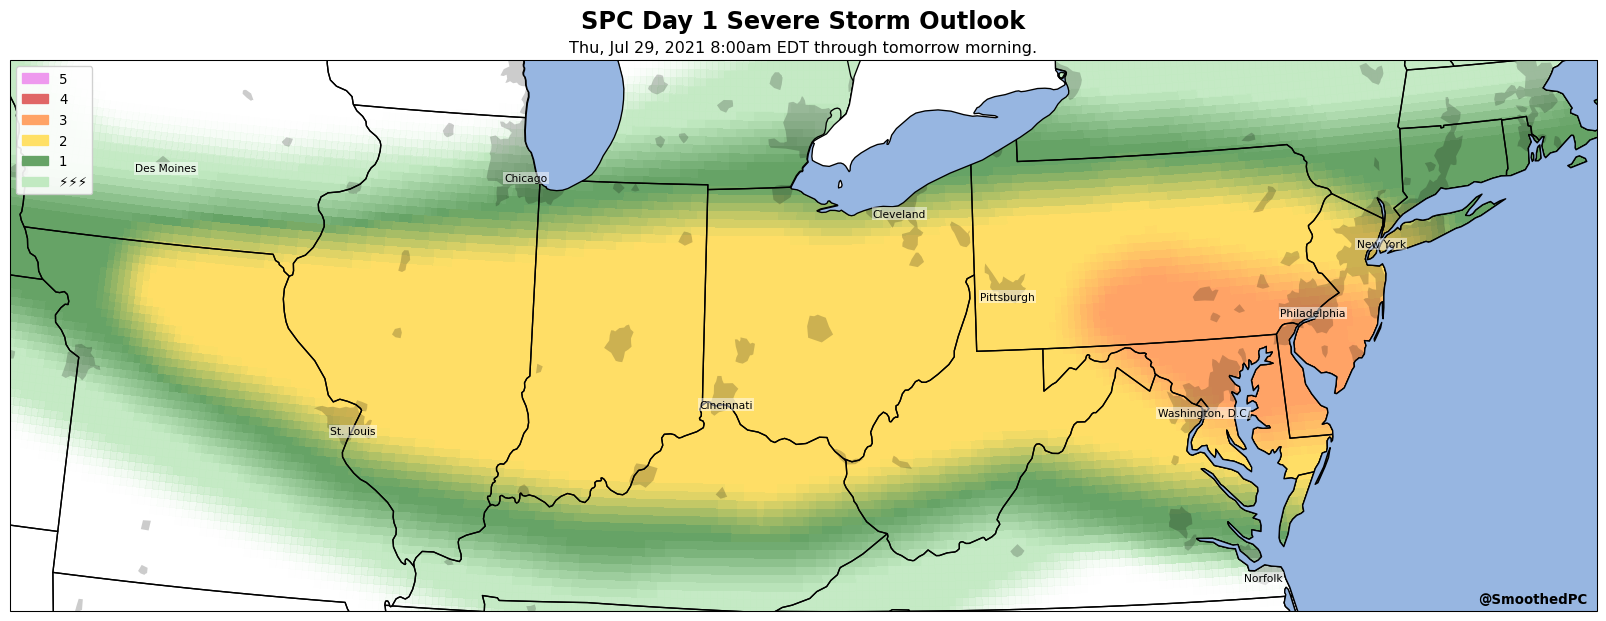 SPC Day 1 Severe Storm Outlook
Thu, Jul 29, 2021 8:00am EDT through tomorrow morning.
5
4
3
2
1
⚡⚡⚡
Des Moines
Chicago
Cleveland
New York
Pittsburgh
Philadelphia
Cincinnati
Washington, D.C.
St. Louis
Norfolk
@SmoothedPC